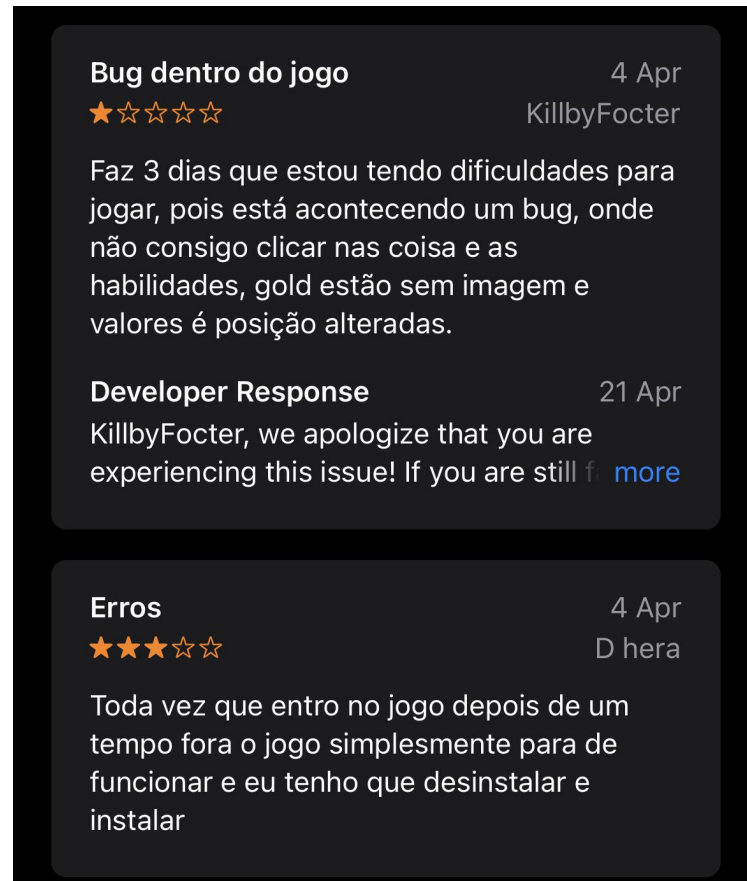 Bug dentro do jogo 4 Apr
KillbyFocter
Faz 3 dias que estou tendo dificuldades para
jogar, pois está acontecendo um bug, onde
não consigo clicar nas coisa e as
habilidades, gold estão sem imagem e
valores é posição alteradas.
Developer Response 21 Apr
KillbyFocter, we apologize that you are
experiencing this issue! If you are still more
Erros 4 Apr
D hera
Toda vez que entro no jogo depois de um
tempo fora o jogo simplesmente para de
funcionar e eu tenho que desinstalar e
instalar